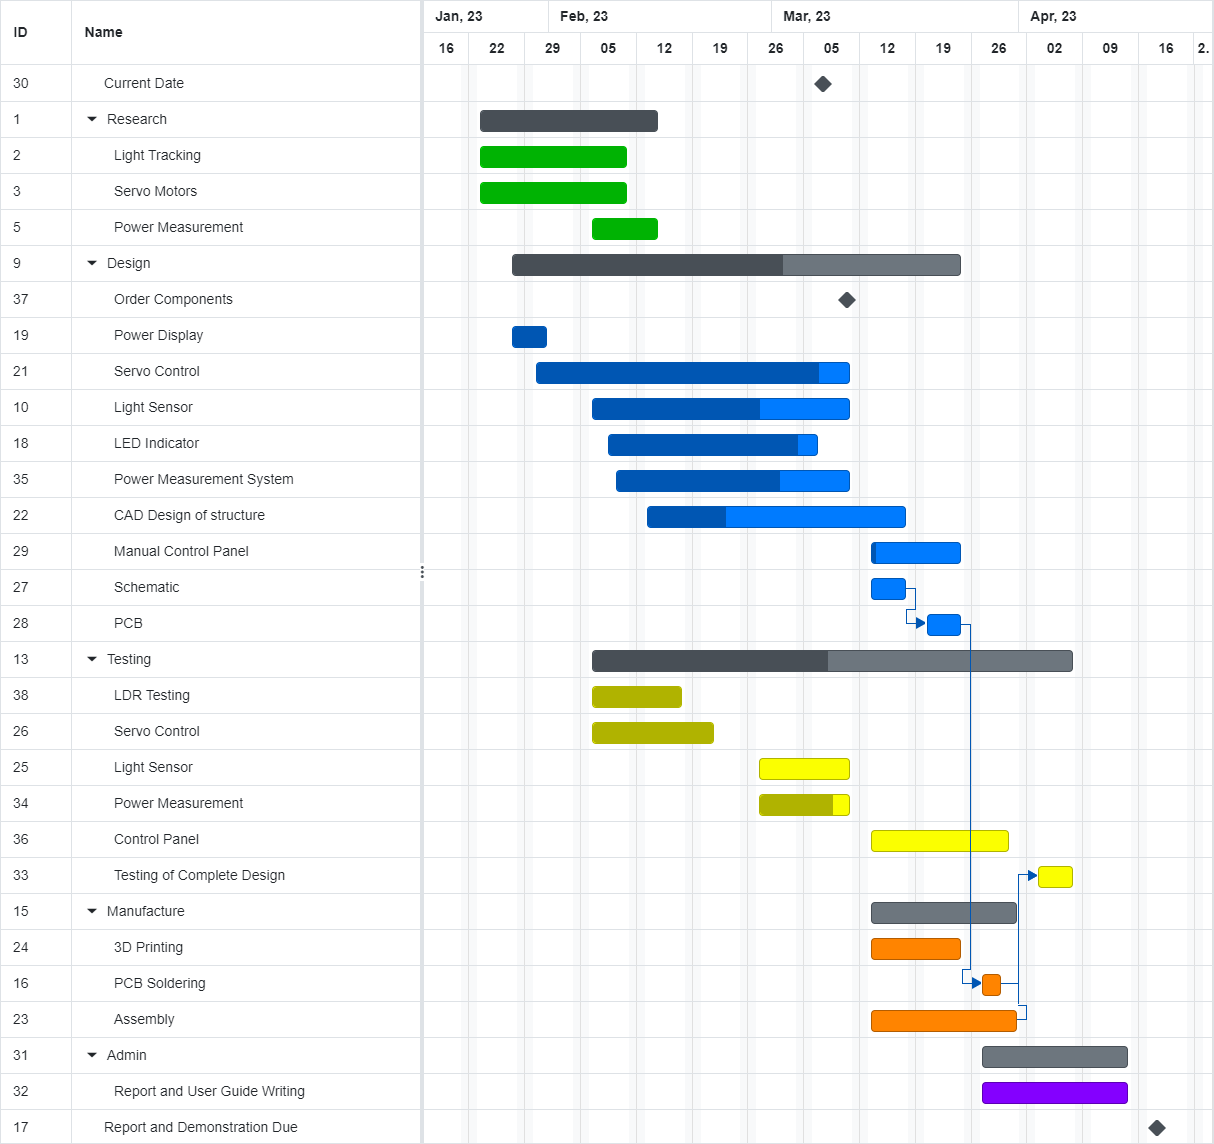 ID Name Jan, 23 Feb, 23 Mar, 23 Apr, 23
16 22 29 05 12 19 26 05 12 19 26 02 09 16 2.
30 Current Date
1 Research
2 Light Tracking
3 Servo Motors
5 Power Measurement
9 Design
37 Order Components
19 Power Display
21 Servo Control
10 Light Sensor
18 LED Indicator
35 Power Measurement System
22 CAD Design of structure
29 Manual Control Panel
27 Schematic
28 PCB
13 Testing
38 LDR Testing
26 Servo Control
25 Light Sensor
34 Power Measurement
36 Control Panel
33 Testing of Complete Design
15 Manufacture
24 3D Printing
16 PCB Soldering
23 Assembly
31 Admin
32 Report and User Guide Writing
17 Report and Demonstration Due